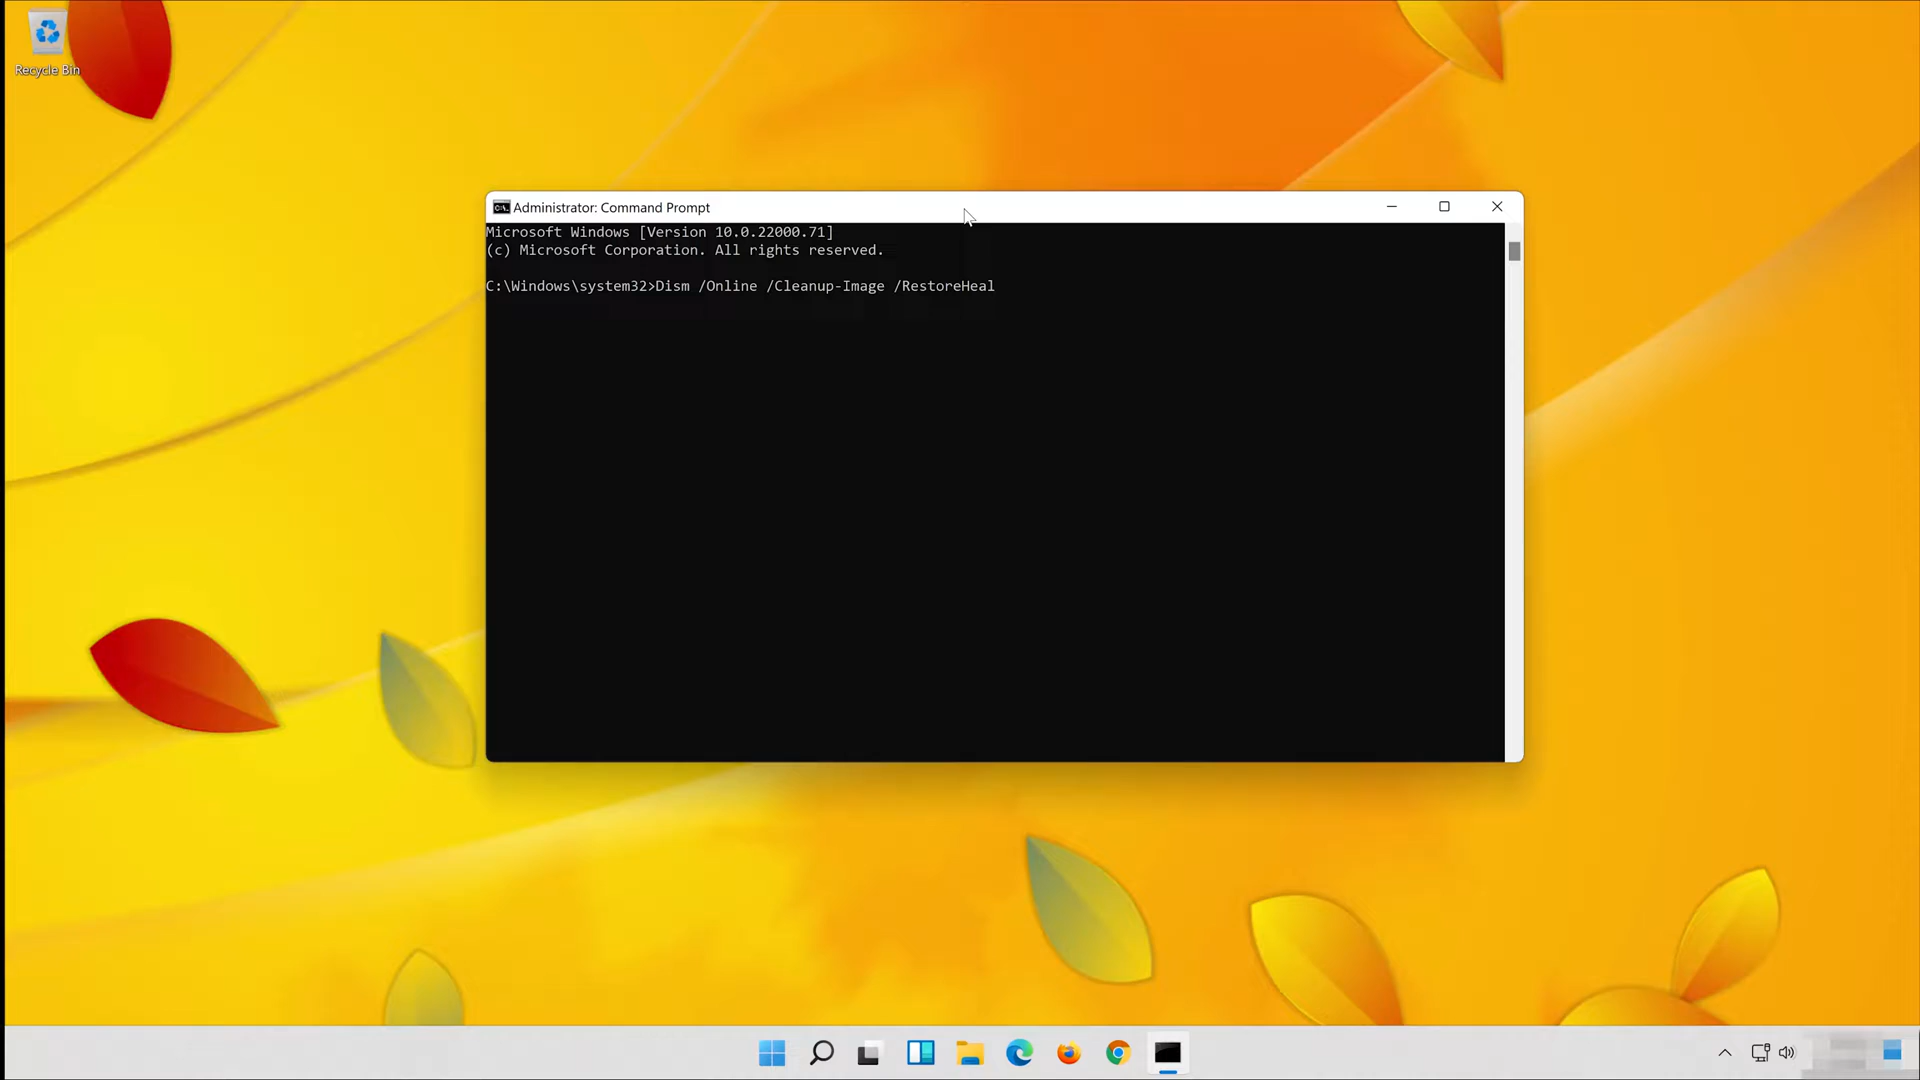 Recycle Bin
Administrator: Command Prompt
Microsoft Windows [Version 10.0.22000.71]
(c) Microsoft Corporation. All rights reserved.
C:\Windows\system32>Dism /Online /Cleanup-Image /RestoreHeal